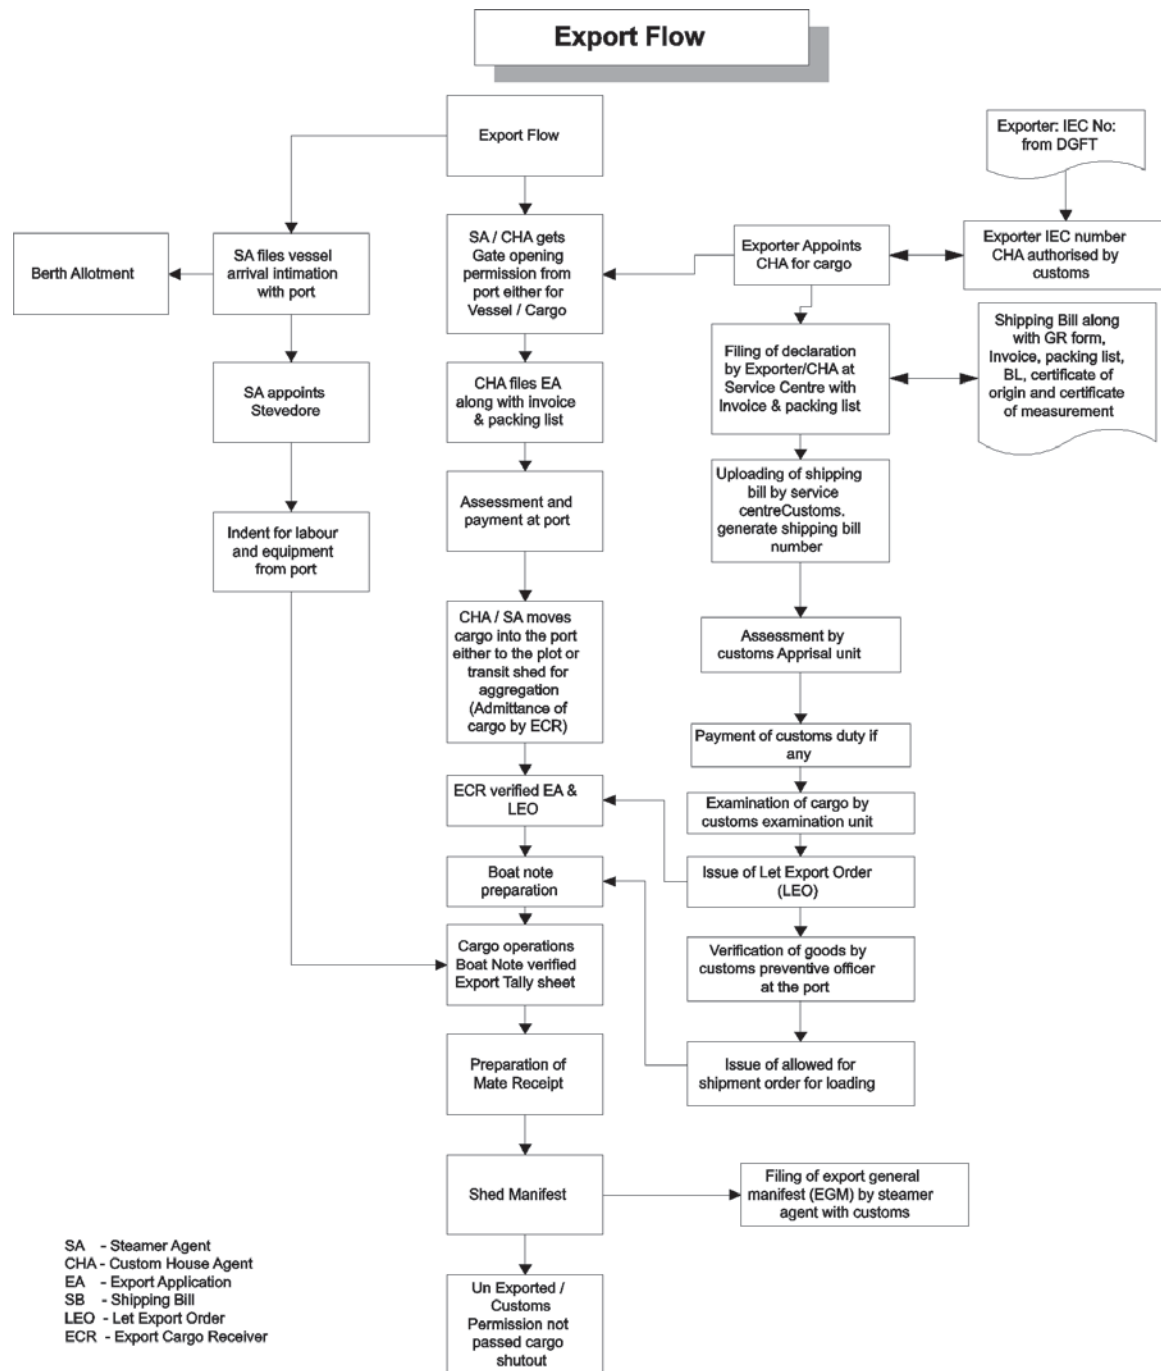 Export Flow
Export Flow
Exporter: IEC No:
from DGFT
Berth Allotment
SA files vessel
arrival intimation
with port
SA / CHA gets
Gate opening
permission from
port either for
Vessel / Cargo
Exporter Appoints
CHA for cargo
Exporter IEC number
CHA authorised by
customs
SA appoints
Stevedore
CHA files EA
along with invoice
& packing list
Filing of declaration
by Exporter/CHA at
Service Centre with
Invoice & packing list
Shipping Bill along
with GR form,
Invoice, packing list,
BL, certificate of
origin and certificate
of measurement
Indent for labour
and equipment
from port
Assessment and
payment at port
Uploading of shipping
bill by service
centreCustoms.
generate shipping bill
number
CHA / SA moves
cargo into the port
either to the plot or
transit shed for
aggregation
(Admittance of
cargo by ECR)
Assessment by
customs Apprisal unit
Payment of customs duty if
any
ECR verified EA &
LEO
Examination of cargo by
customs examination unit
Boat note
preparation
Issue of Let Export Order
(LEO)
Cargo operations
Boat Note verified
Export Tally sheet
Verification of goods by
customs preventive officer
at the port
Preparation of
Mate Receipt
Issue of allowed for
shipment order for loading
Shed Manifest
Filing of export general
manifest (EGM) by steamer
agent with customs
Un Exported /
Customs
Permission not
passed cargo
shutout
SA - Steamer Agent
CHA - Custom House Agent
EA - Export Application
SB - Shipping Bill
LEO - Let Export Order
ECR - Export Cargo Receiver